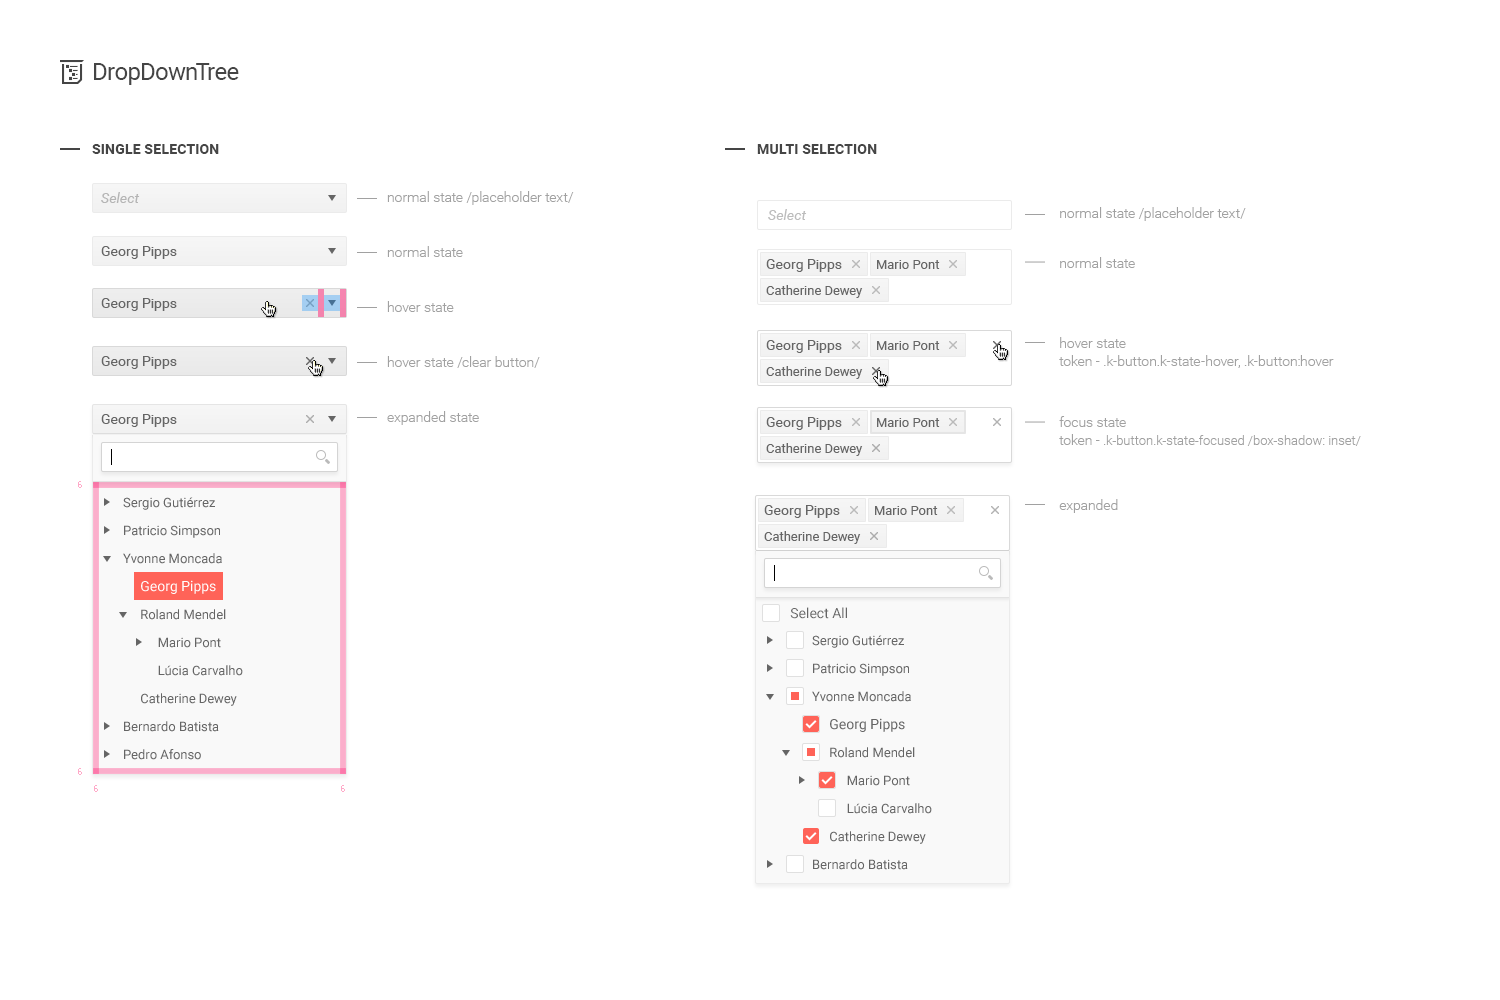 DropDownTree
SINGLE SELECTION
Select
normal state /placeholder text/
Georg Pipps
normal state
Georg Pipps
hover state
Georg Pipps
hover state /clear button/
Georg Pipps
expanded state
6
Sergio Gutiérrez
Patricio Simpson
Yvonne Moncada
Georg Pipps
Roland Mendel
Mario Pont
Lúcia Carvalho
Catherine Dewey
Bernardo Batista
Pedro Afonso
6
6 6
MULTI SELECTION
Select
normal state /placeholder text/
Georg Pipps Mario Pont
Catherine Dewey
normal state
Georg Pipps Mario Pont
Catherine Dewey
hover state
token - .k-button.k-state-hover, .k-button:hover
Georg Pipps Mario Pont
Catherine Dewey
focus state
token - .k-button.k-state-focused /box-shadow: inset/
Georg Pipps Mario Pont
Catherine Dewey
expanded
Select All
Sergio Gutiérrez
Patricio Simpson
Yvonne Moncada
Georg Pipps
Roland Mendel
Mario Pont
Lúcia Carvalho
Catherine Dewey
Bernardo Batista